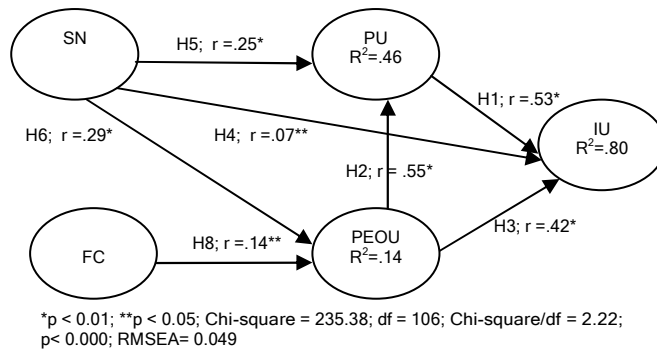 SN
PU
R²=.46
H5; r =.25*
H1; r =.53*
H6; r =.29*
H4; r =.07**
IU
R²=.80
H2; r = .55*
FC
H8; r =.14**
PEOU
R²=.14
H3; r =.42*
*p < 0.01; **p < 0.05; Chi-square = 235.38; df = 106; Chi-square/df = 2.22;
p< 0.000; RMSEA= 0.049